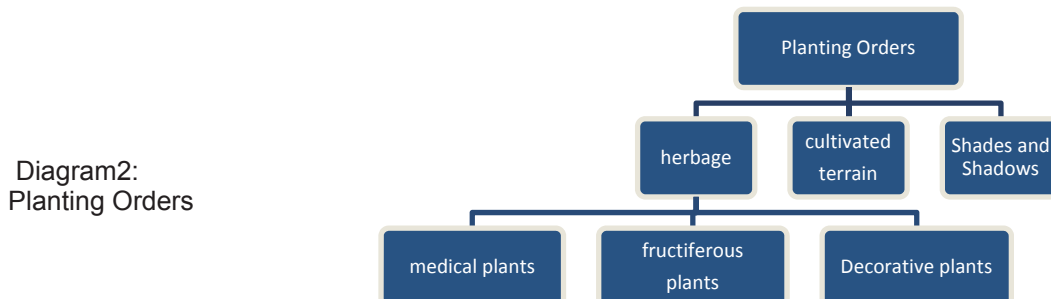 Planting Orders
herbage
cultivated
terrain
Shades and
Shadows
Diagram2:
Planting Orders
medical plants
fructiferous
plants
Decorative plants